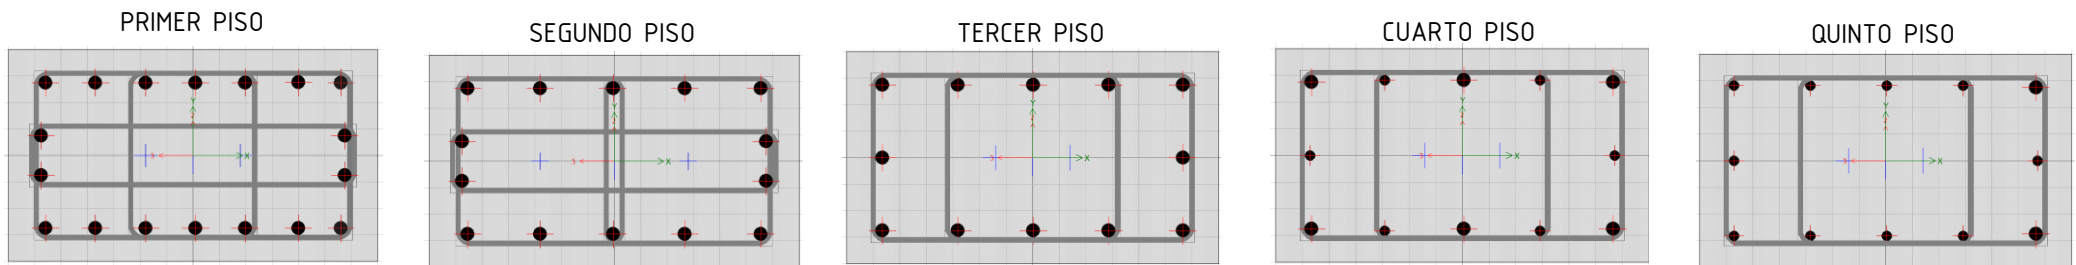 PRIMER PISO
SEGUNDO PISO
TERCER PISO
CUARTO PISO
QUINTO PISO
Y
X
Y
X
Y
X
Y
X
Y
X